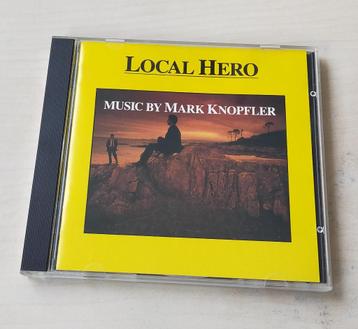 LOCAL HERO
MUSIC BY MARK KNOPFLER